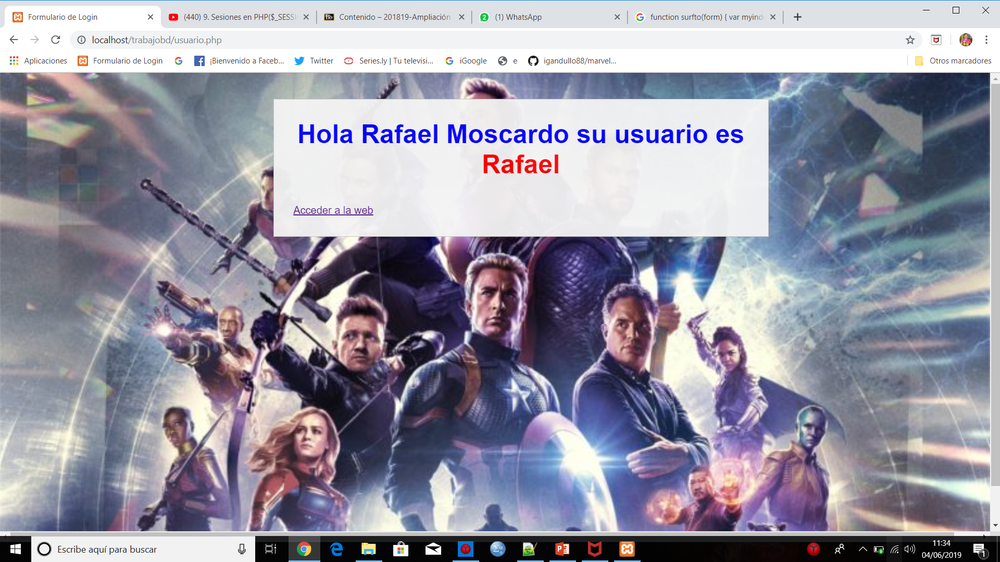 Formulario de Login
(440) 9. Sesiones en PHP($_SESSI
Contenido – 201819-Ampliación
(1) WhatsApp
function surfto(form) { var myind
localhost/trabajobd/usuario.php
Aplicaciones
Formulario de Login
¡Bienvenido a Faceb...
Twitter
Series.ly | Tu televisi...
iGoogle
e
igandullo88/marvel...
Otros marcadores
Hola Rafael Moscardo su usuario es
Rafael
Acceder a la web
Escribe aquí para buscar
11:34
04/06/2019
1